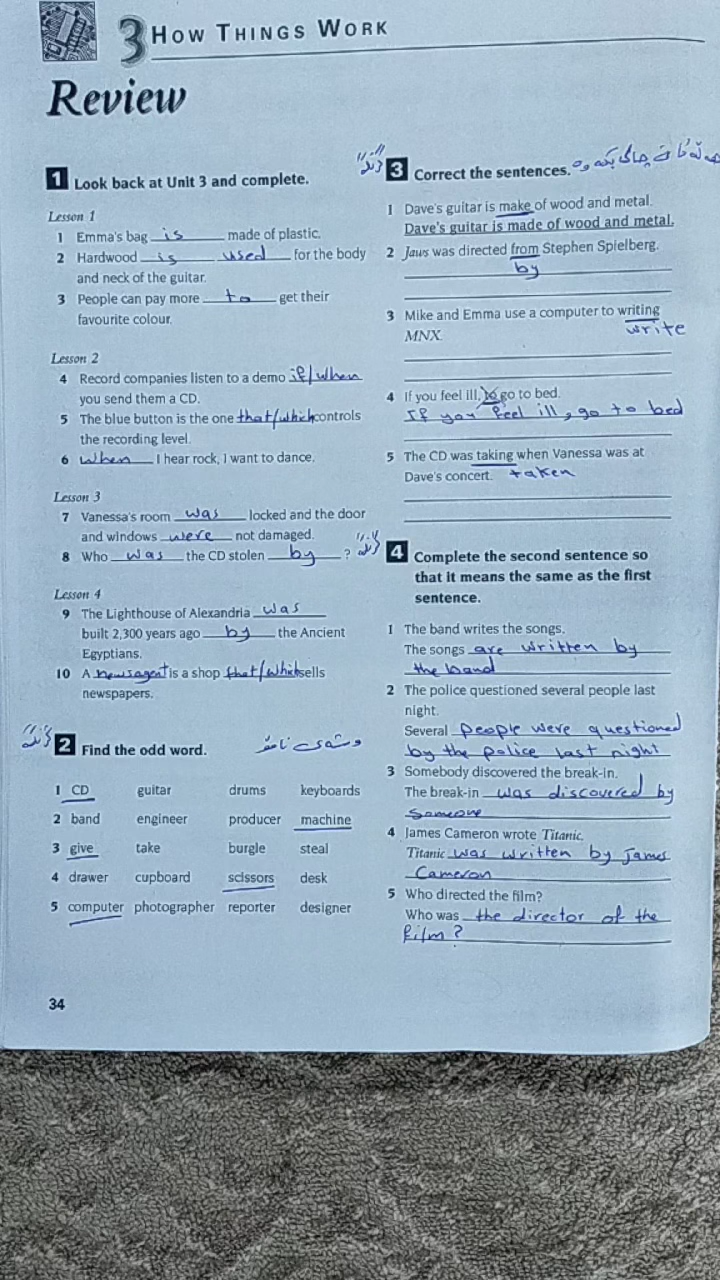 3 HOW THINGS WORK
Review
1 Look back at Unit 3 and complete.
Lesson 1
1 Emma's bag is made of plastic.
2 Hardwood is used for the body
and neck of the guitar.
3 People can pay more to get their
favourite colour.
Lesson 2
4 Record companies listen to a demo if/when
you send them a CD.
5 The blue button is the one that/which controls
the recording level.
6 When I hear rock, I want to dance.
Lesson 3
7 Vanessa's room was locked and the door
and windows were not damaged.
8 Who was the CD stolen by ?
Lesson 4
9 The Lighthouse of Alexandria was
built 2,300 years ago by the Ancient
Egyptians.
10 A newsagent is a shop that/which sells
newspapers.
2 Find the odd word.
1 CD guitar drums keyboards
2 band engineer producer machine
3 give take burgle steal
4 drawer cupboard scissors desk
5 computer photographer reporter designer
34
3 Correct the sentences.
1 Dave's guitar is make of wood and metal.
Dave's guitar is made of wood and metal.
2 Jaws was directed from Stephen Spielberg.
by
3 Mike and Emma use a computer to writing
write
MNX.
4 If you feel ill, to go to bed.
If you feel ill, go to bed
5 The CD was taking when Vanessa was at
Dave's concert. taken
4 Complete the second sentence so
that it means the same as the first
sentence.
1 The band writes the songs.
The songs are written by
the band
2 The police questioned several people last
night.
Several people were questioned
by the police last night
3 Somebody discovered the break-in.
The break-in was discovered by
someone
4 James Cameron wrote Titanic.
Titanic was written by James
Cameron
5 Who directed the film?
Who was the director of the
film?